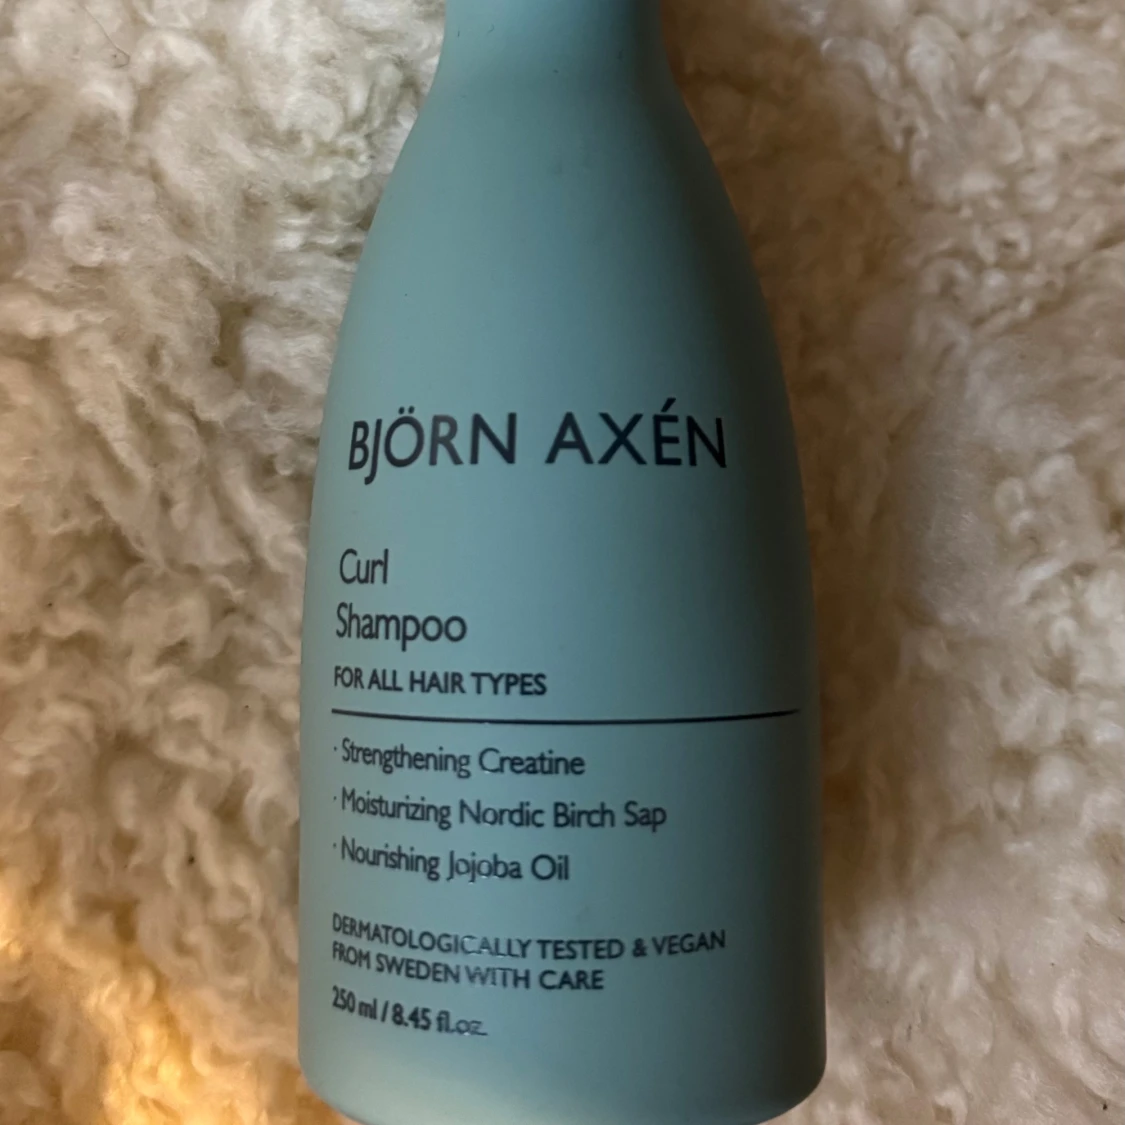 BJÖRN AXÉN
Curl
Shampoo
FOR ALL HAIR TYPES
· Strengthening Creatine
· Moisturizing Nordic Birch Sap
· Nourishing Jojoba Oil
DERMATOLOGICALLY TESTED & VEGAN
FROM SWEDEN WITH CARE
250 ml / 8.45 fl.oz.